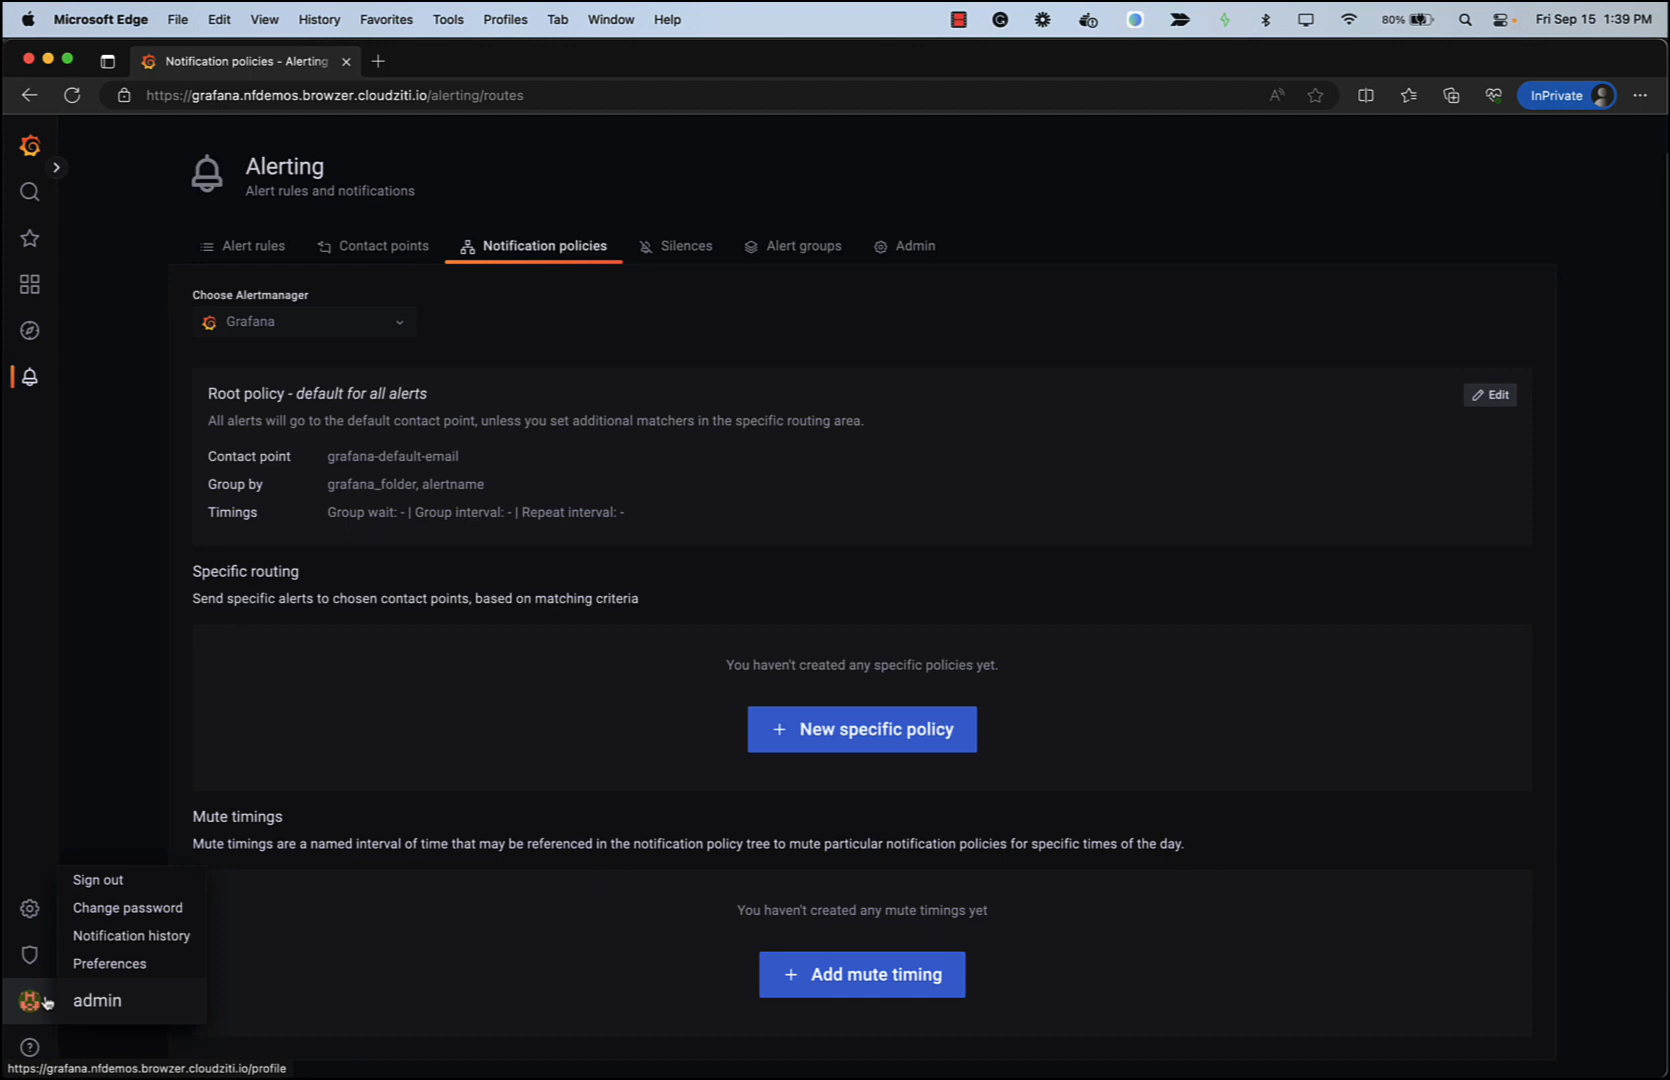 Microsoft Edge File Edit View History Favorites Tools Profiles Tab Window Help 80% Fri Sep 15 1:39 PM
Notification policies - Alerting
https://grafana.nfdemos.browzer.cloudziti.io/alerting/routes InPrivate
Alerting
Alert rules and notifications
Alert rules Contact points Notification policies Silences Alert groups Admin
Choose Alertmanager
Grafana
Root policy - default for all alerts
Edit
All alerts will go to the default contact point, unless you set additional matchers in the specific routing area.
Contact point grafana-default-email
Group by grafana_folder, alertname
Timings Group wait: - | Group interval: - | Repeat interval: -
Specific routing
Send specific alerts to chosen contact points, based on matching criteria
You haven't created any specific policies yet.
+ New specific policy
Mute timings
Mute timings are a named interval of time that may be referenced in the notification policy tree to mute particular notification policies for specific times of the day.
You haven't created any mute timings yet
+ Add mute timing
Sign out
Change password
Notification history
Preferences
admin
https://grafana.nfdemos.browzer.cloudziti.io/profile